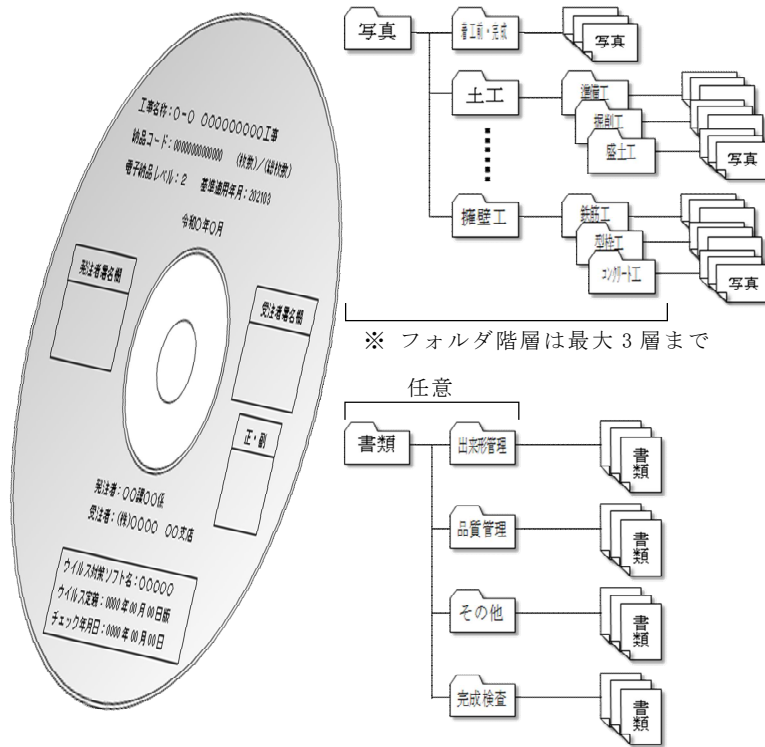 工事名称：○-○ ○○○○○○○○○工事
納品コード：00000000000000 (枚数)/(総枚数)
電子納品レベル：2 基準適用年月：202103
令和○年○月
発注者署名欄
受注者署名欄
正・副
発注者：○○課○○係
受注者：(株)○○○○ ○○支店
ウイルス対策ソフト名：○○○○○
ウイルス定義：0000年00月00日版
チェック年月日：0000年00月00日
写真
着工前・完成
写真
土工
準備工
掘削工
盛土工
写真
擁壁工
鉄筋工
型枠工
コンクリート工
写真
※ フォルダ階層は最大3層まで
任意
書類
出来形管理
書類
品質管理
書類
その他
書類
完成検査
書類